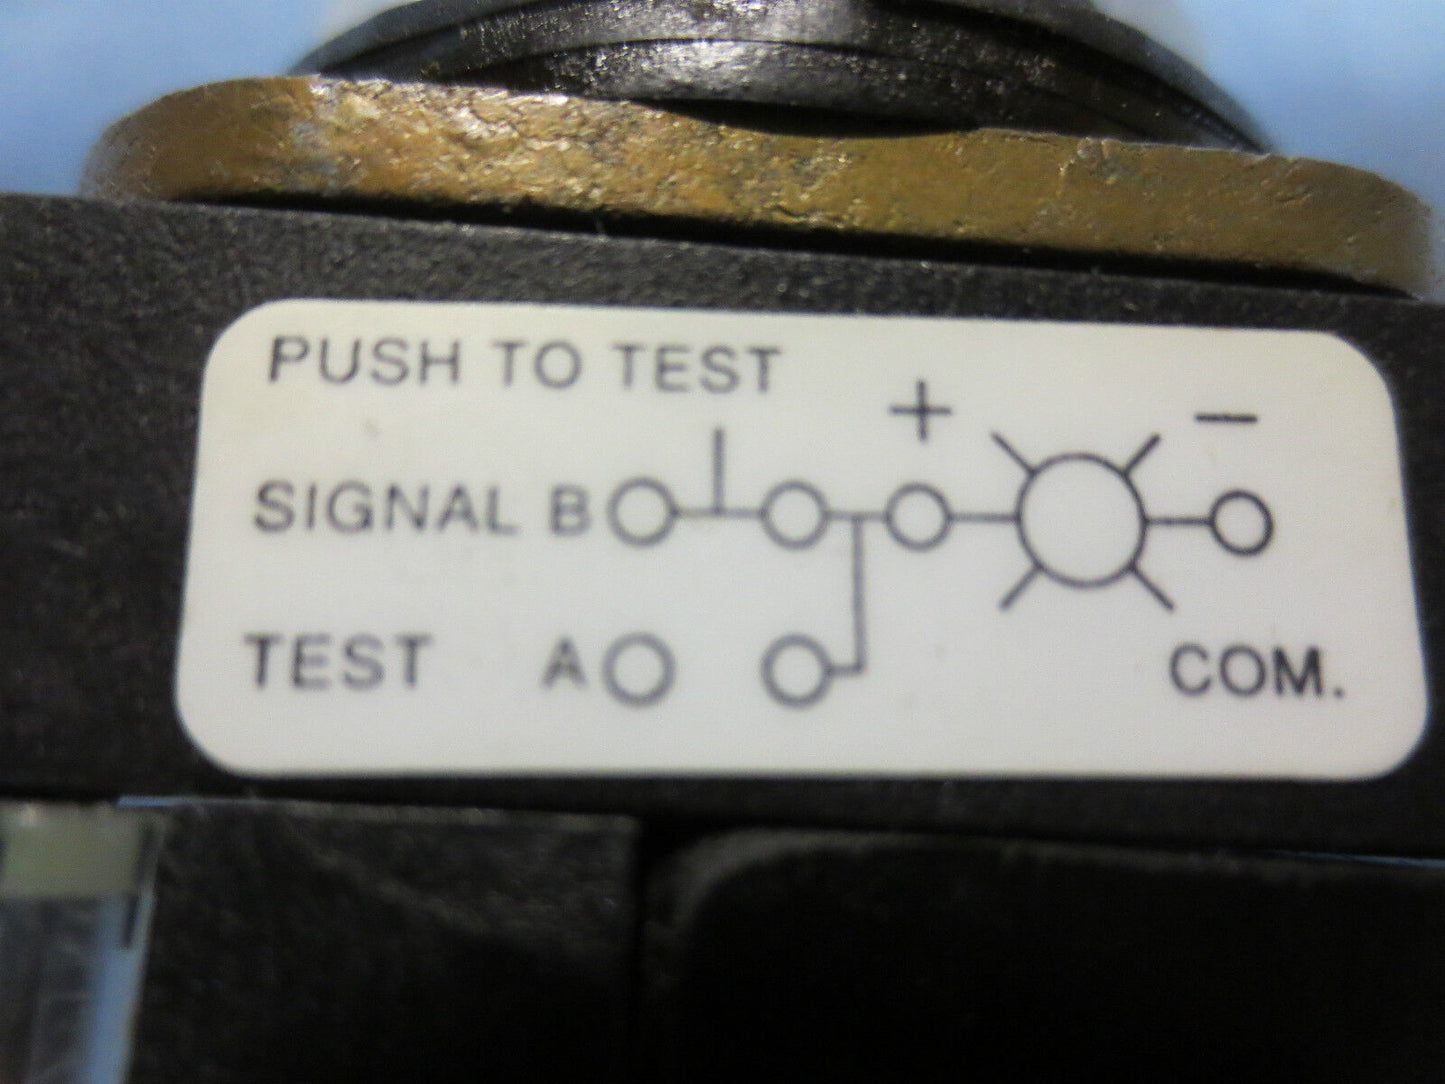 PUSH TO TEST
+ −
SIGNAL B
TEST A
COM.